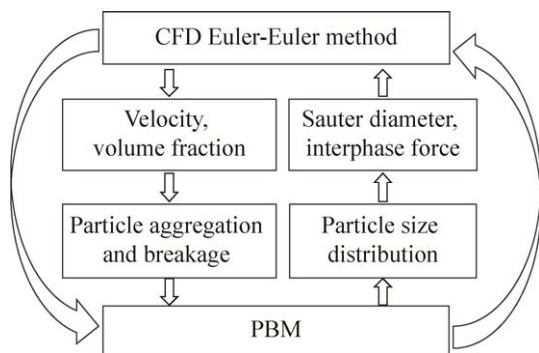 CFD Euler-Euler method
Velocity,
volume fraction
Sauter diameter,
interphase force
Particle aggregation
and breakage
Particle size
distribution
PBM